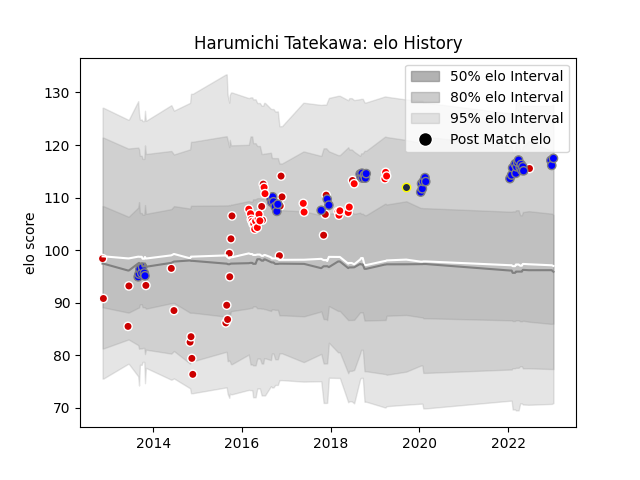 Harumichi Tatekawa: elo History
50% elo Interval
80% elo Interval
95% elo Interval
Post Match elo
elo score
130
120
110
100
90
80
70
2014 2016 2018 2020 2022